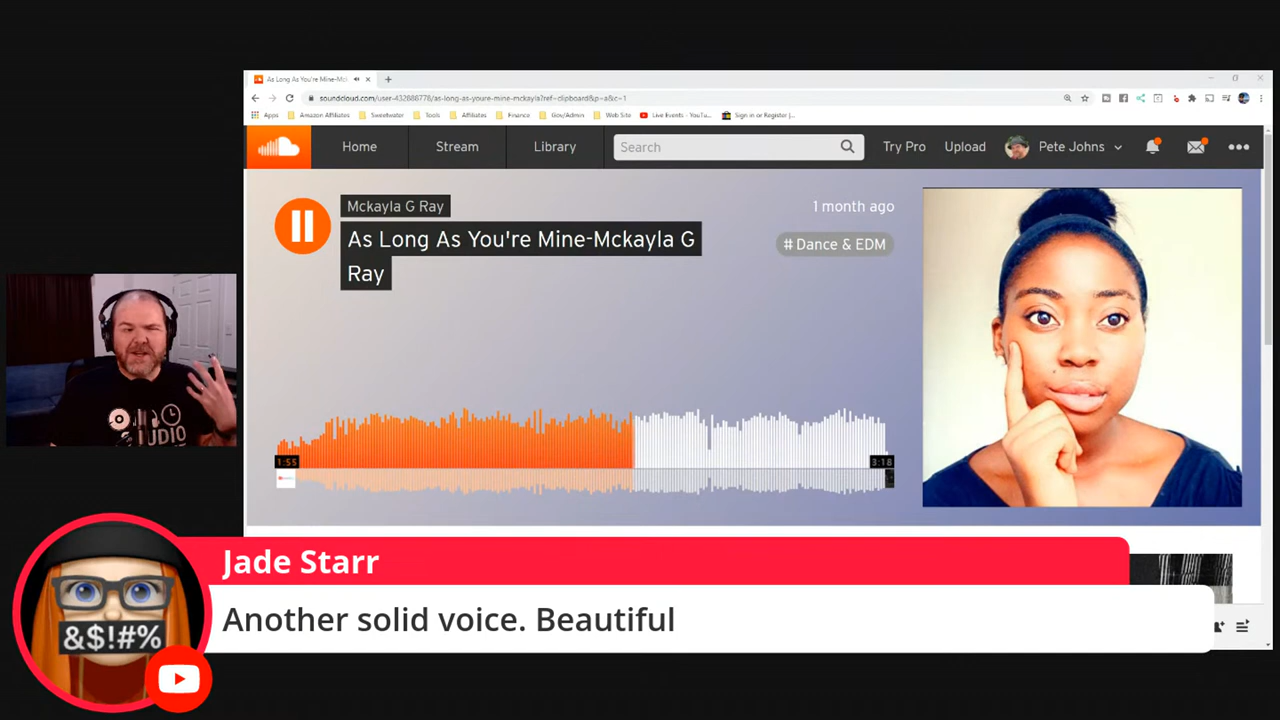 As Long As You're Mine-Mck
soundcloud.com/user-432888778/as-long-as-youre-mine-mckayla?ref=clipboard&p=a&c=1
Apps Amazon Affiliates Sweetwater Tools Affiliates Finance Gov/Admin Web Site Live Events - YouTu... Sign in or Register |...
Home Stream Library Search Try Pro Upload Pete Johns
Mckayla G Ray
1 month ago
As Long As You're Mine-Mckayla G
Ray
# Dance & EDM
1:55
3:18
Jade Starr
Another solid voice. Beautiful
&$!#%